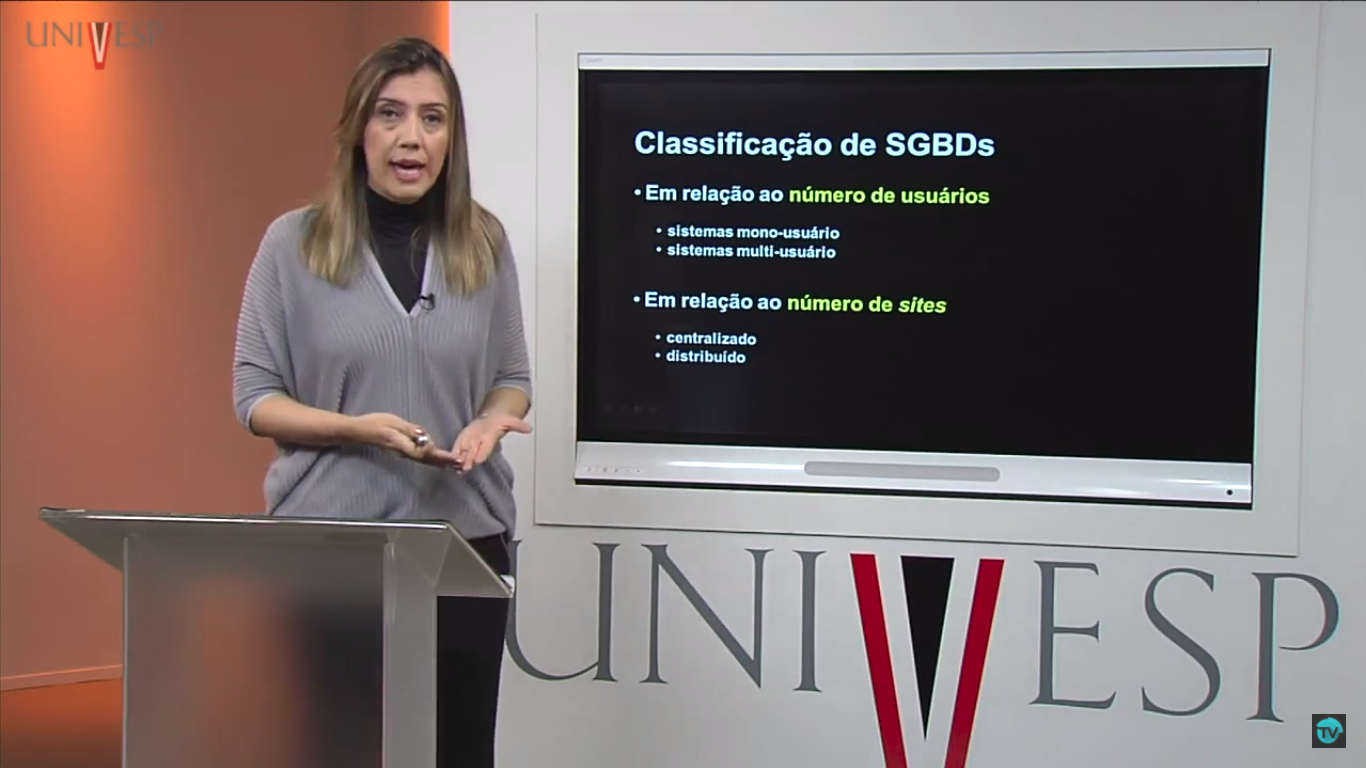 UNIVESP
Classificação de SGBDs
• Em relação ao número de usuários
• sistemas mono-usuário
• sistemas multi-usuário
• Em relação ao número de sites
• centralizado
• distribuído
UNIVESP
TV